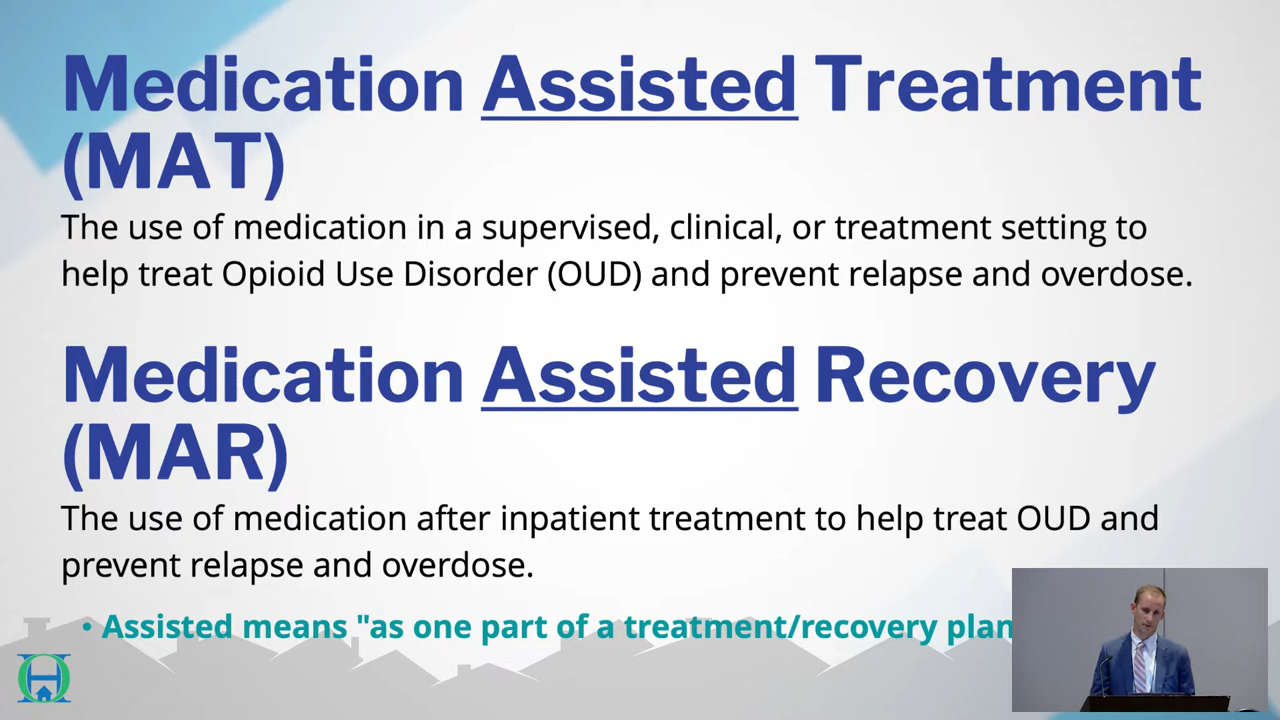 Medication Assisted Treatment
(MAT)
The use of medication in a supervised, clinical, or treatment setting to
help treat Opioid Use Disorder (OUD) and prevent relapse and overdose.
Medication Assisted Recovery
(MAR)
The use of medication after inpatient treatment to help treat OUD and
prevent relapse and overdose.
• Assisted means "as one part of a treatment/recovery plan